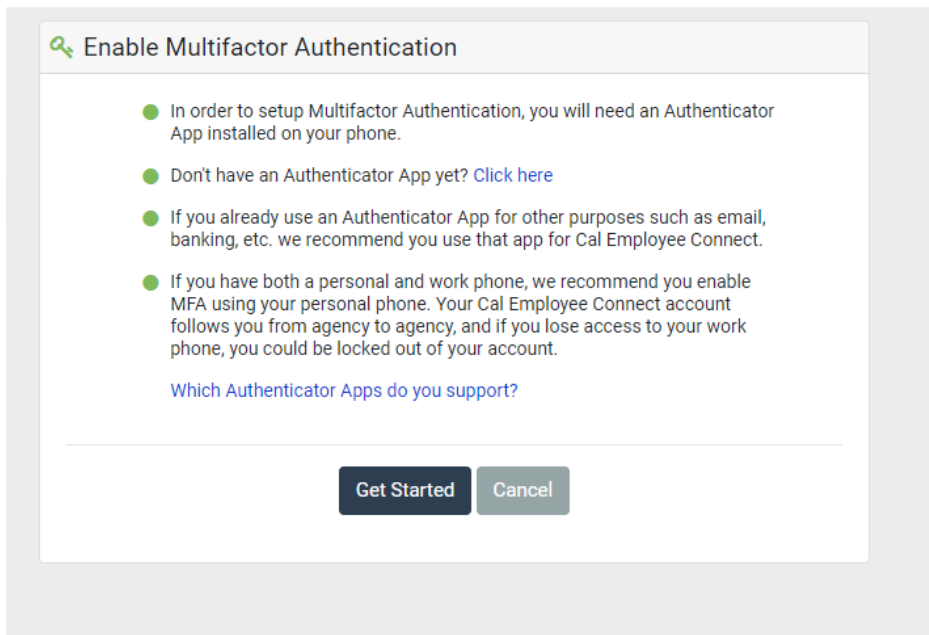 Enable Multifactor Authentication
In order to setup Multifactor Authentication, you will need an Authenticator
App installed on your phone.
Don't have an Authenticator App yet? Click here
If you already use an Authenticator App for other purposes such as email,
banking, etc. we recommend you use that app for Cal Employee Connect.
If you have both a personal and work phone, we recommend you enable
MFA using your personal phone. Your Cal Employee Connect account
follows you from agency to agency, and if you lose access to your work
phone, you could be locked out of your account.
Which Authenticator Apps do you support?
Get Started Cancel